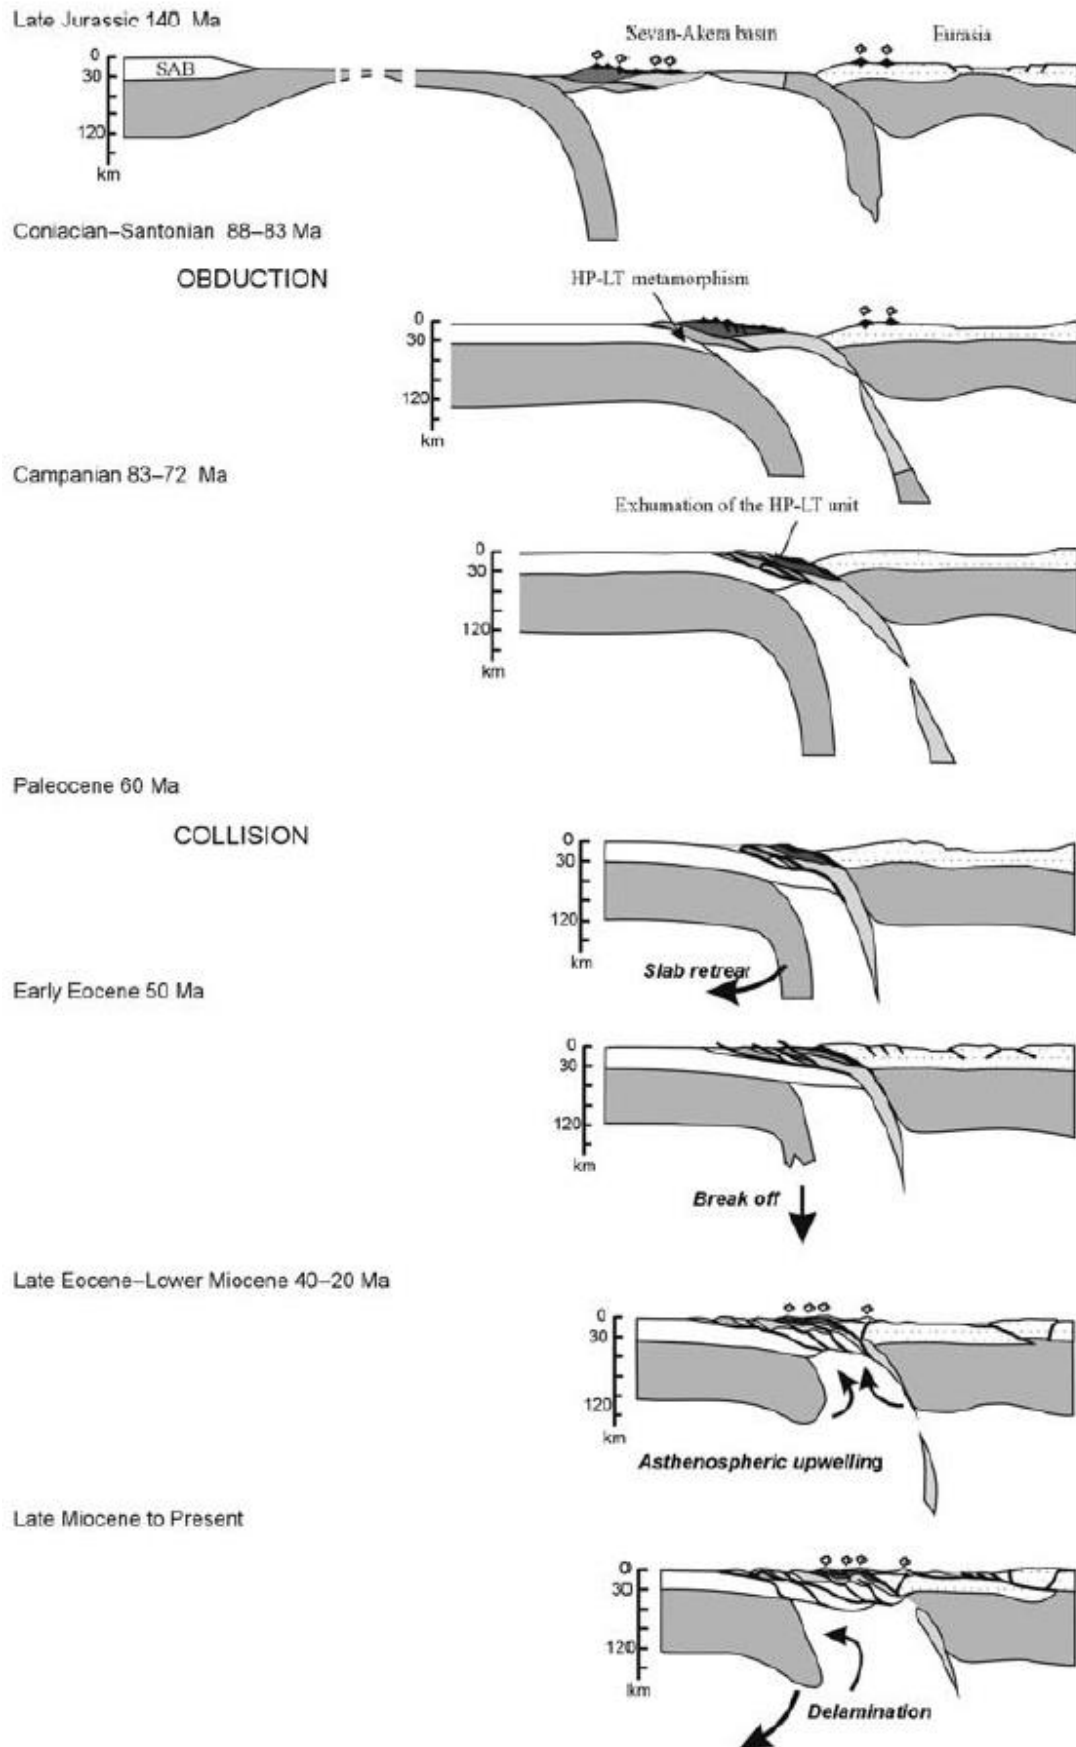 Late Jurassic 140 Ma
Sevan-Akera basin
Eurasia
0
30
120
km
SAB
Coniacian–Santonian 88–83 Ma
OBDUCTION
HP-LT metamorphism
0
30
120
km
Campanian 83–72 Ma
Exhumation of the HP-LT unit
0
30
120
km
Paleocene 60 Ma
COLLISION
0
30
120
km
Slab retreat
Early Eocene 50 Ma
0
30
120
km
Break off
Late Eocene–Lower Miocene 40–20 Ma
0
30
120
km
Asthenospheric upwelling
Late Miocene to Present
0
30
120
km
Delamination